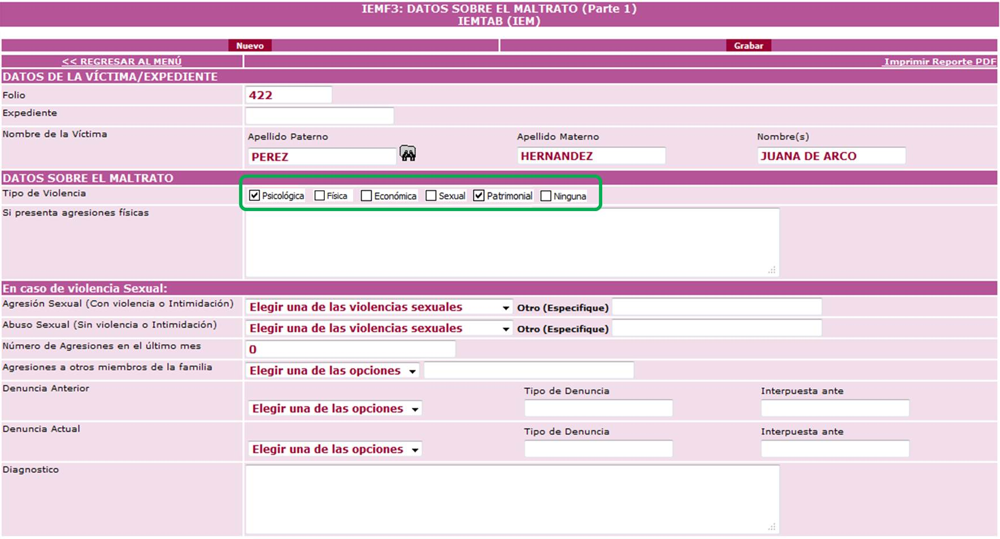 IEMF3: DATOS SOBRE EL MALTRATO (Parte 1)
IEMTAB (IEM)
Nuevo Grabar
<< REGRESAR AL MENÚ Imprimir Reporte PDF
DATOS DE LA VÍCTIMA/EXPEDIENTE
Folio 422
Expediente
Nombre de la Víctima Apellido Paterno Apellido Materno Nombre(s)
PEREZ HERNANDEZ JUANA DE ARCO
DATOS SOBRE EL MALTRATO
Tipo de Violencia Psicológica Física Económica Sexual Patrimonial Ninguna
Si presenta agresiones físicas
En caso de violencia Sexual:
Agresión Sexual (Con violencia o Intimidación) Elegir una de las violencias sexuales Otro (Especifique)
Abuso Sexual (Sin violencia o Intimidación) Elegir una de las violencias sexuales Otro (Especifique)
Número de Agresiones en el último mes 0
Agresiones a otros miembros de la familia Elegir una de las opciones
Denuncia Anterior Tipo de Denuncia Interpuesta ante
Elegir una de las opciones
Denuncia Actual Tipo de Denuncia Interpuesta ante
Elegir una de las opciones
Diagnostico